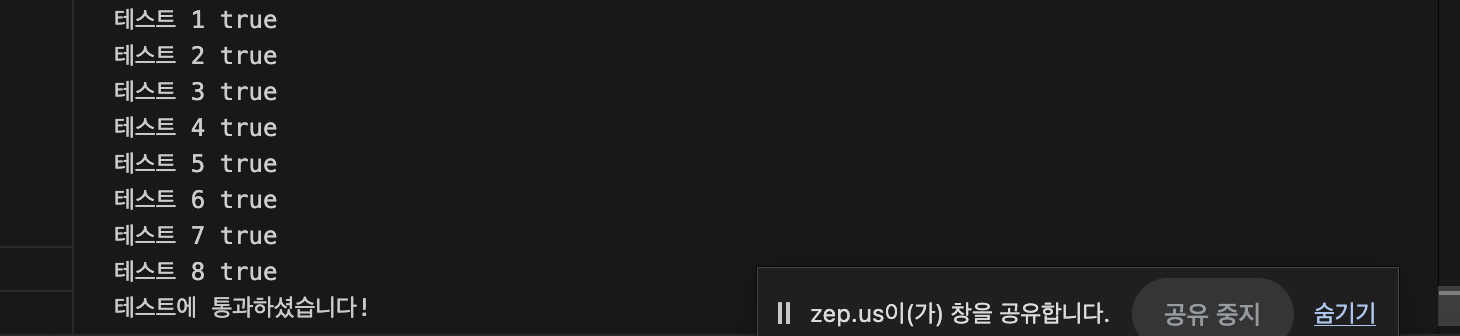 테스트 1 true
테스트 2 true
테스트 3 true
테스트 4 true
테스트 5 true
테스트 6 true
테스트 7 true
테스트 8 true
테스트에 통과하셨습니다!
zep.us이(가) 창을 공유합니다. 공유 중지 숨기기